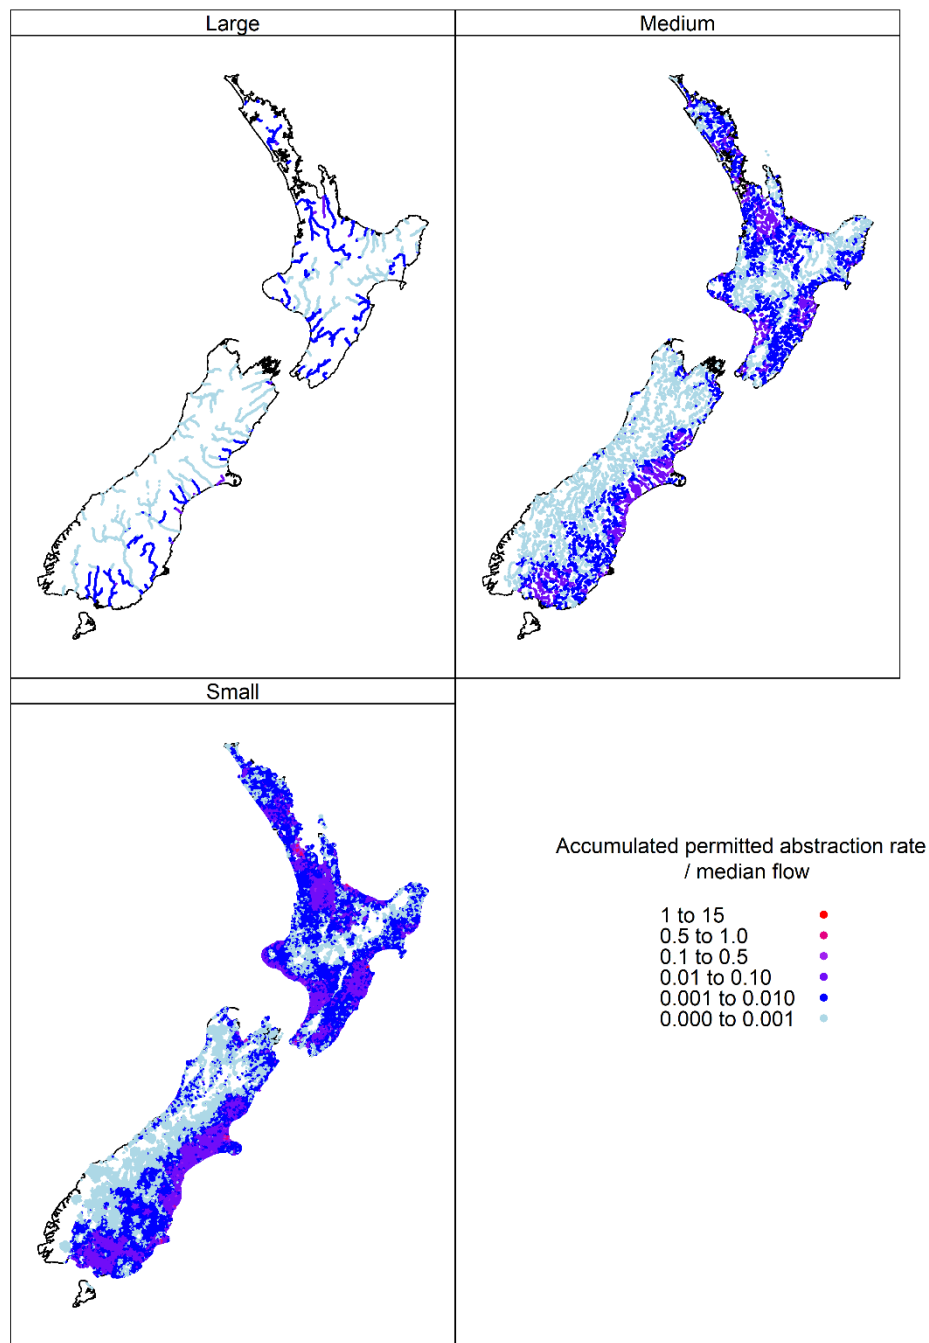 Large
Medium
Small
Accumulated permitted abstraction rate
/ median flow
1 to 15
0.5 to 1.0
0.1 to 0.5
0.01 to 0.10
0.001 to 0.010
0.000 to 0.001